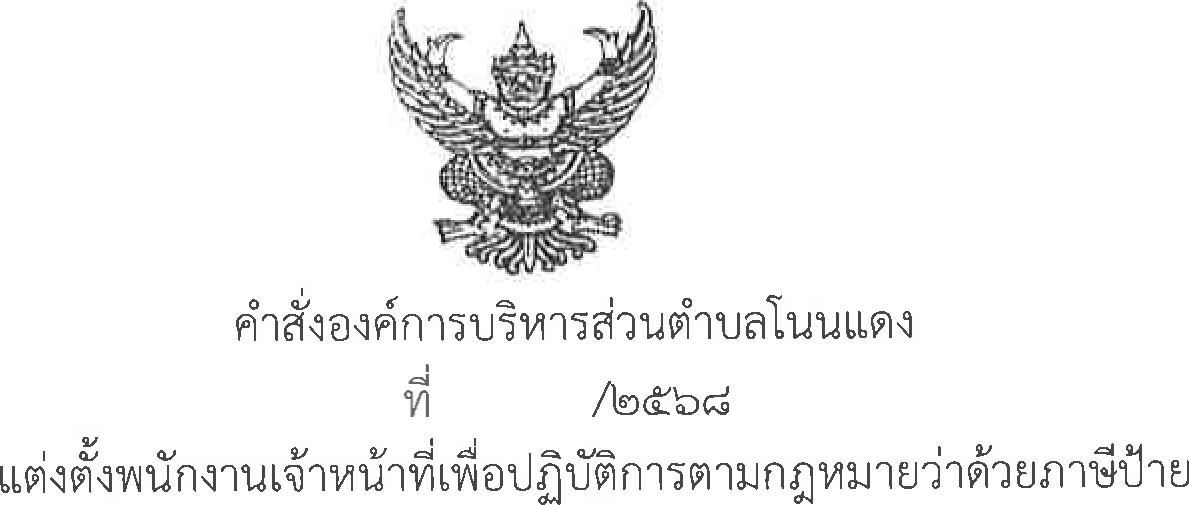 คำสั่งองค์การบริหารส่วนตำบลโนนแดง
ที่ /๒๕๖๘
แต่งตั้งพนักงานเจ้าหน้าที่เพื่อปฏิบัติการตามกฎหมายว่าด้วยภาษีป้าย